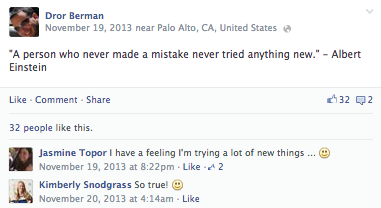 Dror Berman
November 19, 2013 near Palo Alto, CA, United States
"A person who never made a mistake never tried anything new." – Albert
Einstein
Like · Comment · Share
32 2
32 people like this.
Jasmine Topor I have a feeling I'm trying a lot of new things ...
November 19, 2013 at 8:22pm · Like · 2
Kimberly Snodgrass So true!
November 20, 2013 at 4:14am · Like